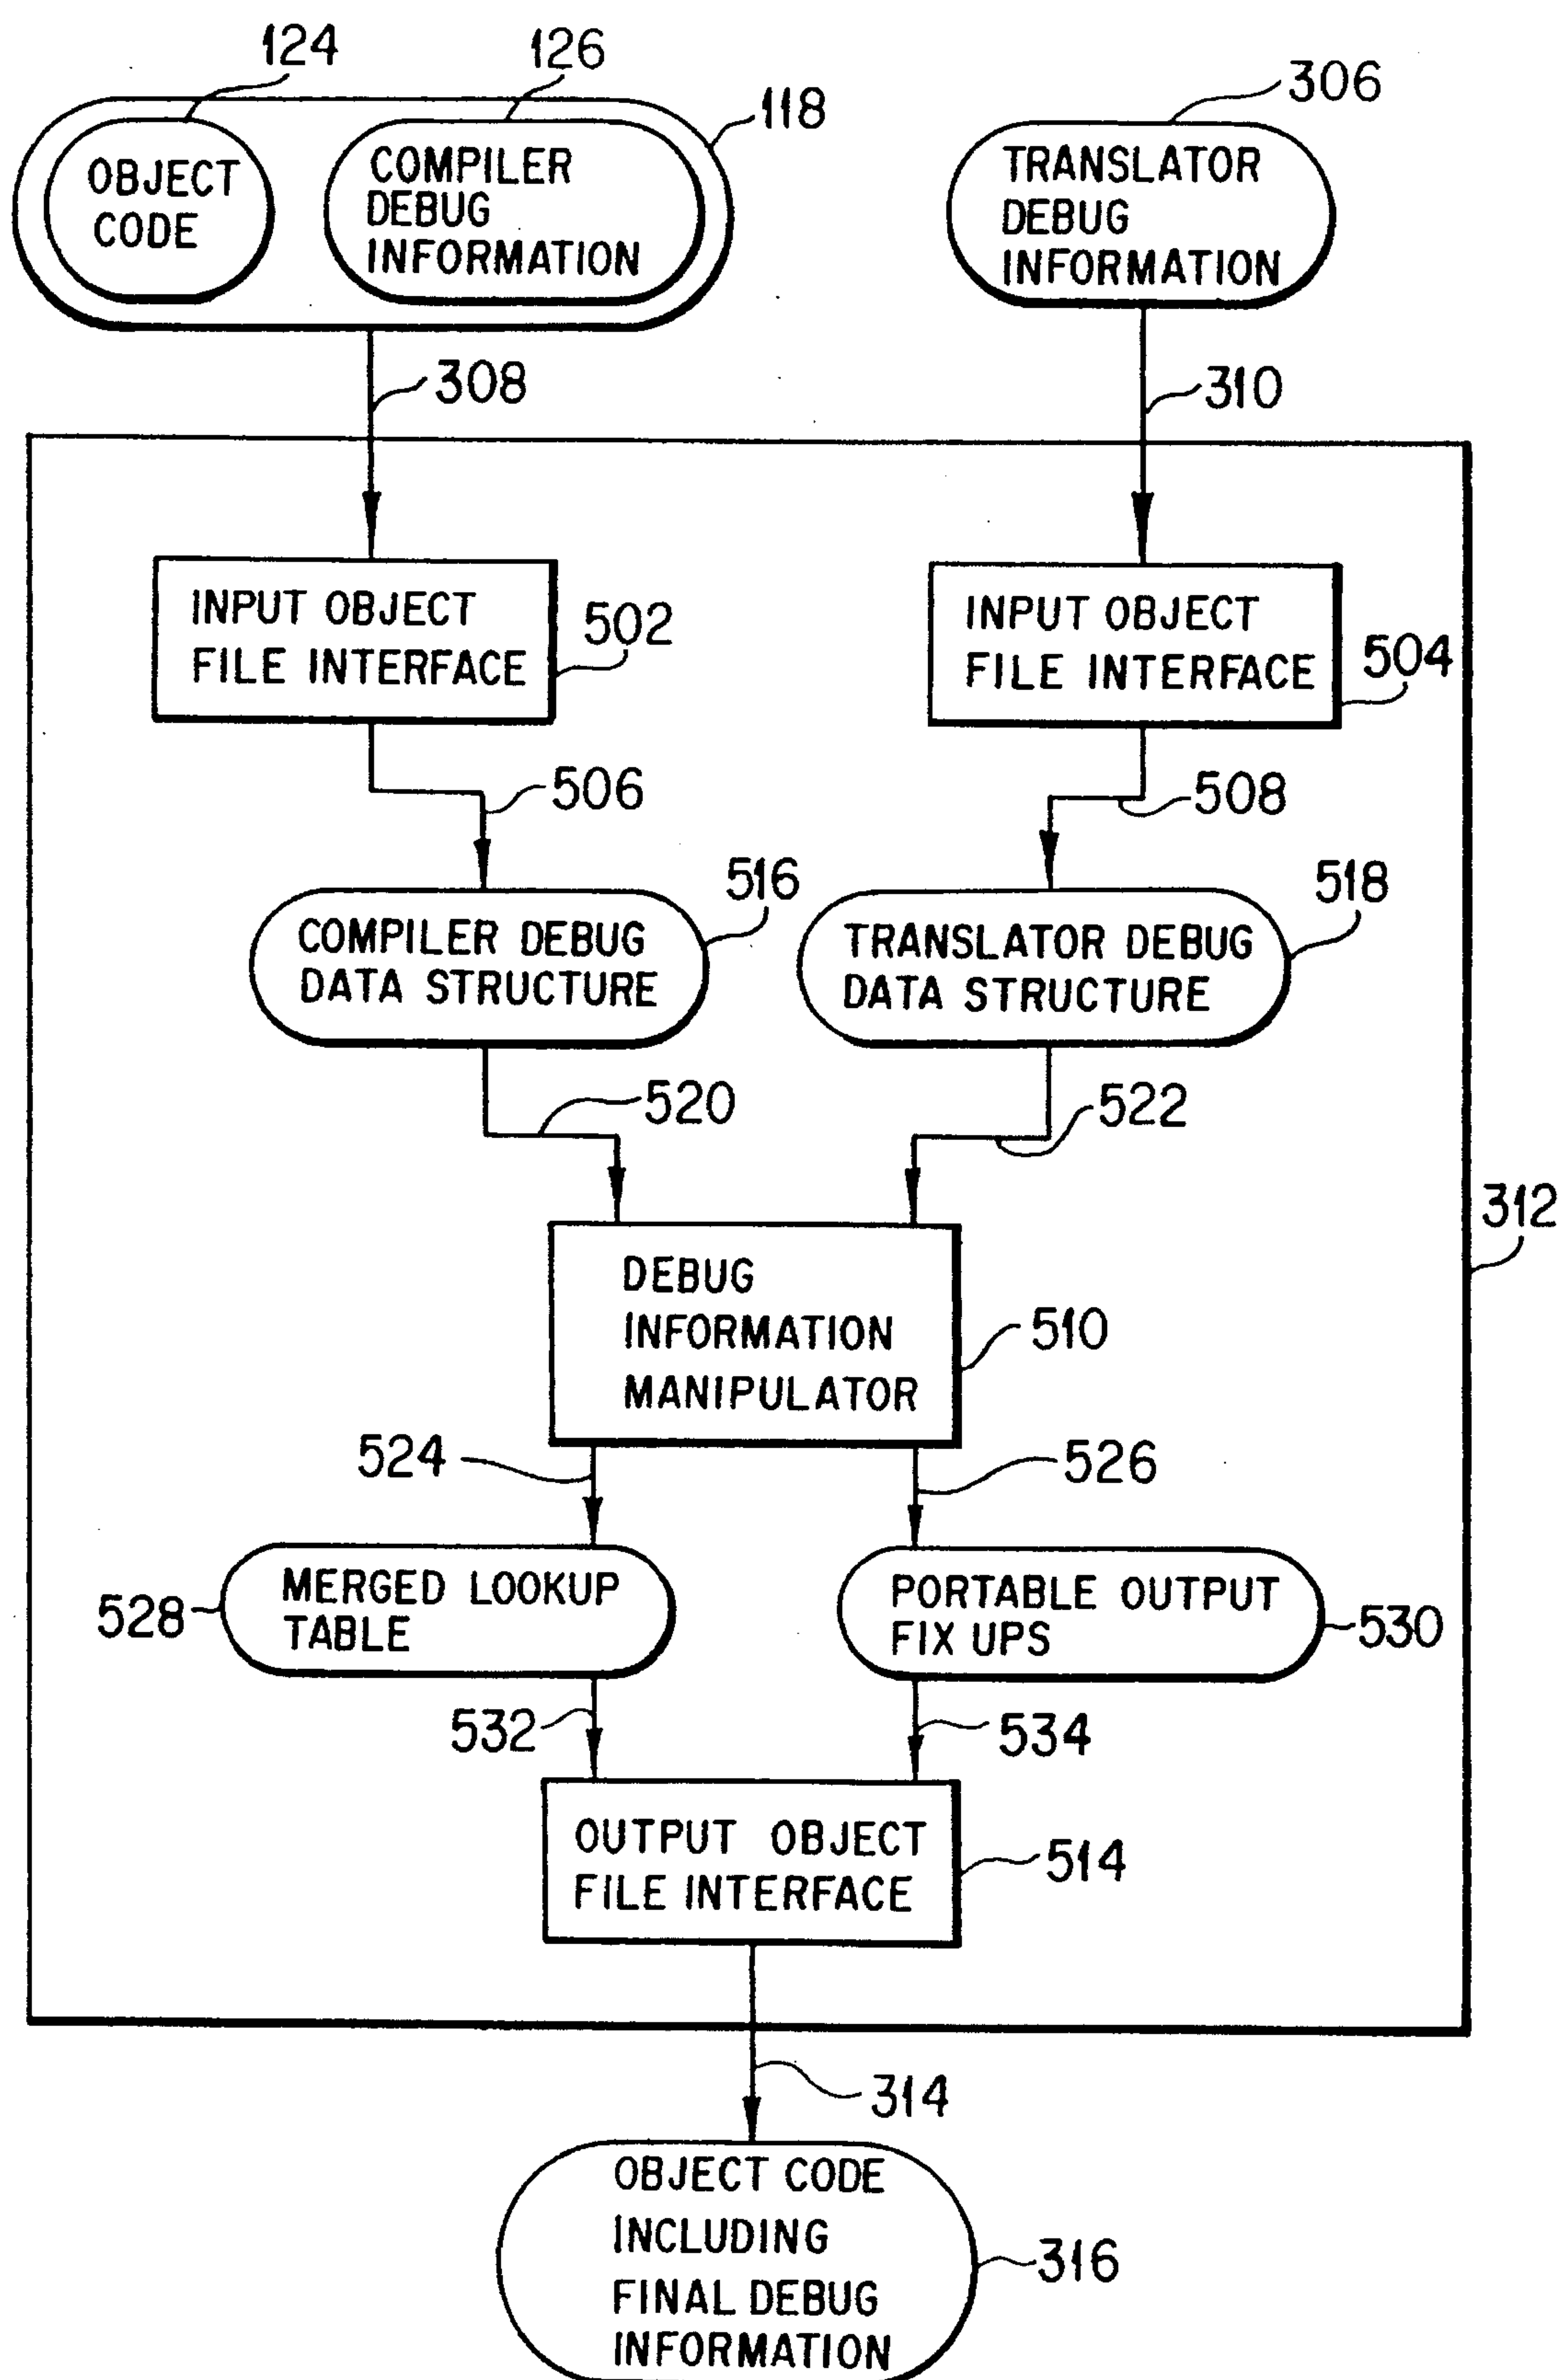 124
126
118
306
OBJECT
CODE
COMPILER
DEBUG
INFORMATION
TRANSLATOR
DEBUG
INFORMATION
308
310
INPUT OBJECT
FILE INTERFACE
502
INPUT OBJECT
FILE INTERFACE
504
506
508
516
518
COMPILER DEBUG
DATA STRUCTURE
TRANSLATOR DEBUG
DATA STRUCTURE
520
522
312
DEBUG
INFORMATION
MANIPULATOR
510
524
526
528
MERGED LOOKUP
TABLE
PORTABLE OUTPUT
FIX UPS
530
532
534
OUTPUT OBJECT
FILE INTERFACE
514
314
OBJECT CODE
INCLUDING
FINAL DEBUG
INFORMATION
316